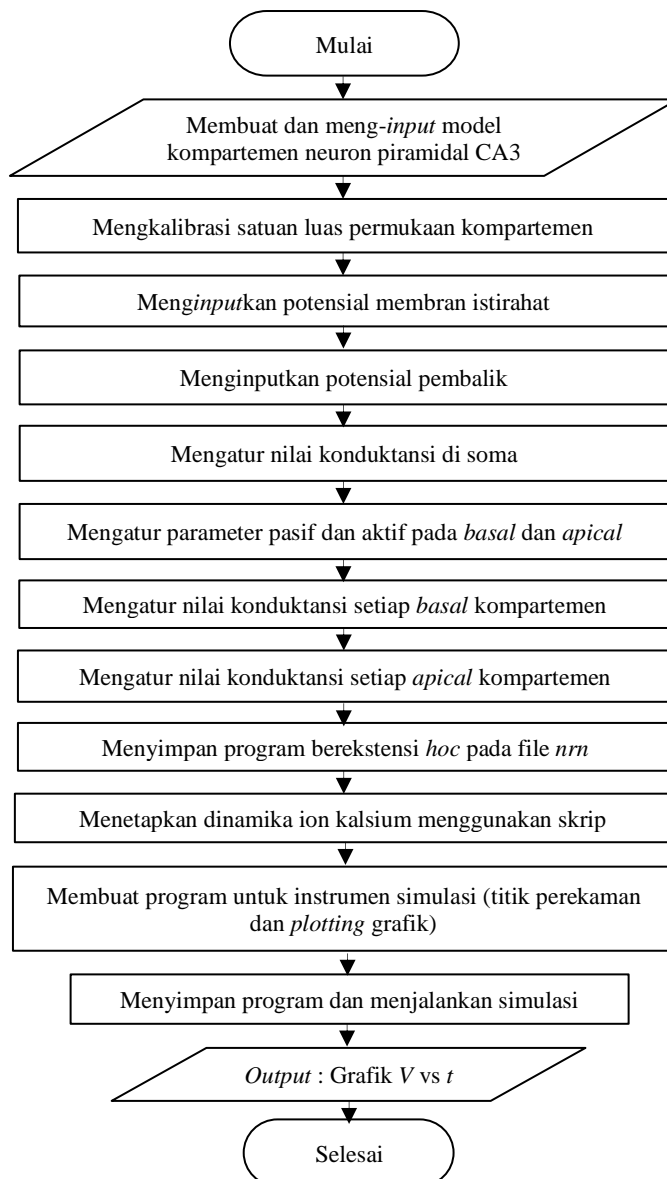 Mulai
Membuat dan meng-input model
kompartemen neuron piramidal CA3
Mengkalibrasi satuan luas permukaan kompartemen
Menginputkan potensial membran istirahat
Menginputkan potensial pembalik
Mengatur nilai konduktansi di soma
Mengatur parameter pasif dan aktif pada basal dan apical
Mengatur nilai konduktansi setiap basal kompartemen
Mengatur nilai konduktansi setiap apical kompartemen
Menyimpan program berekstensi hoc pada file nrn
Menetapkan dinamika ion kalsium menggunakan skrip
Membuat program untuk instrumen simulasi (titik perekaman
dan plotting grafik)
Menyimpan program dan menjalankan simulasi
Output : Grafik V vs t
Selesai